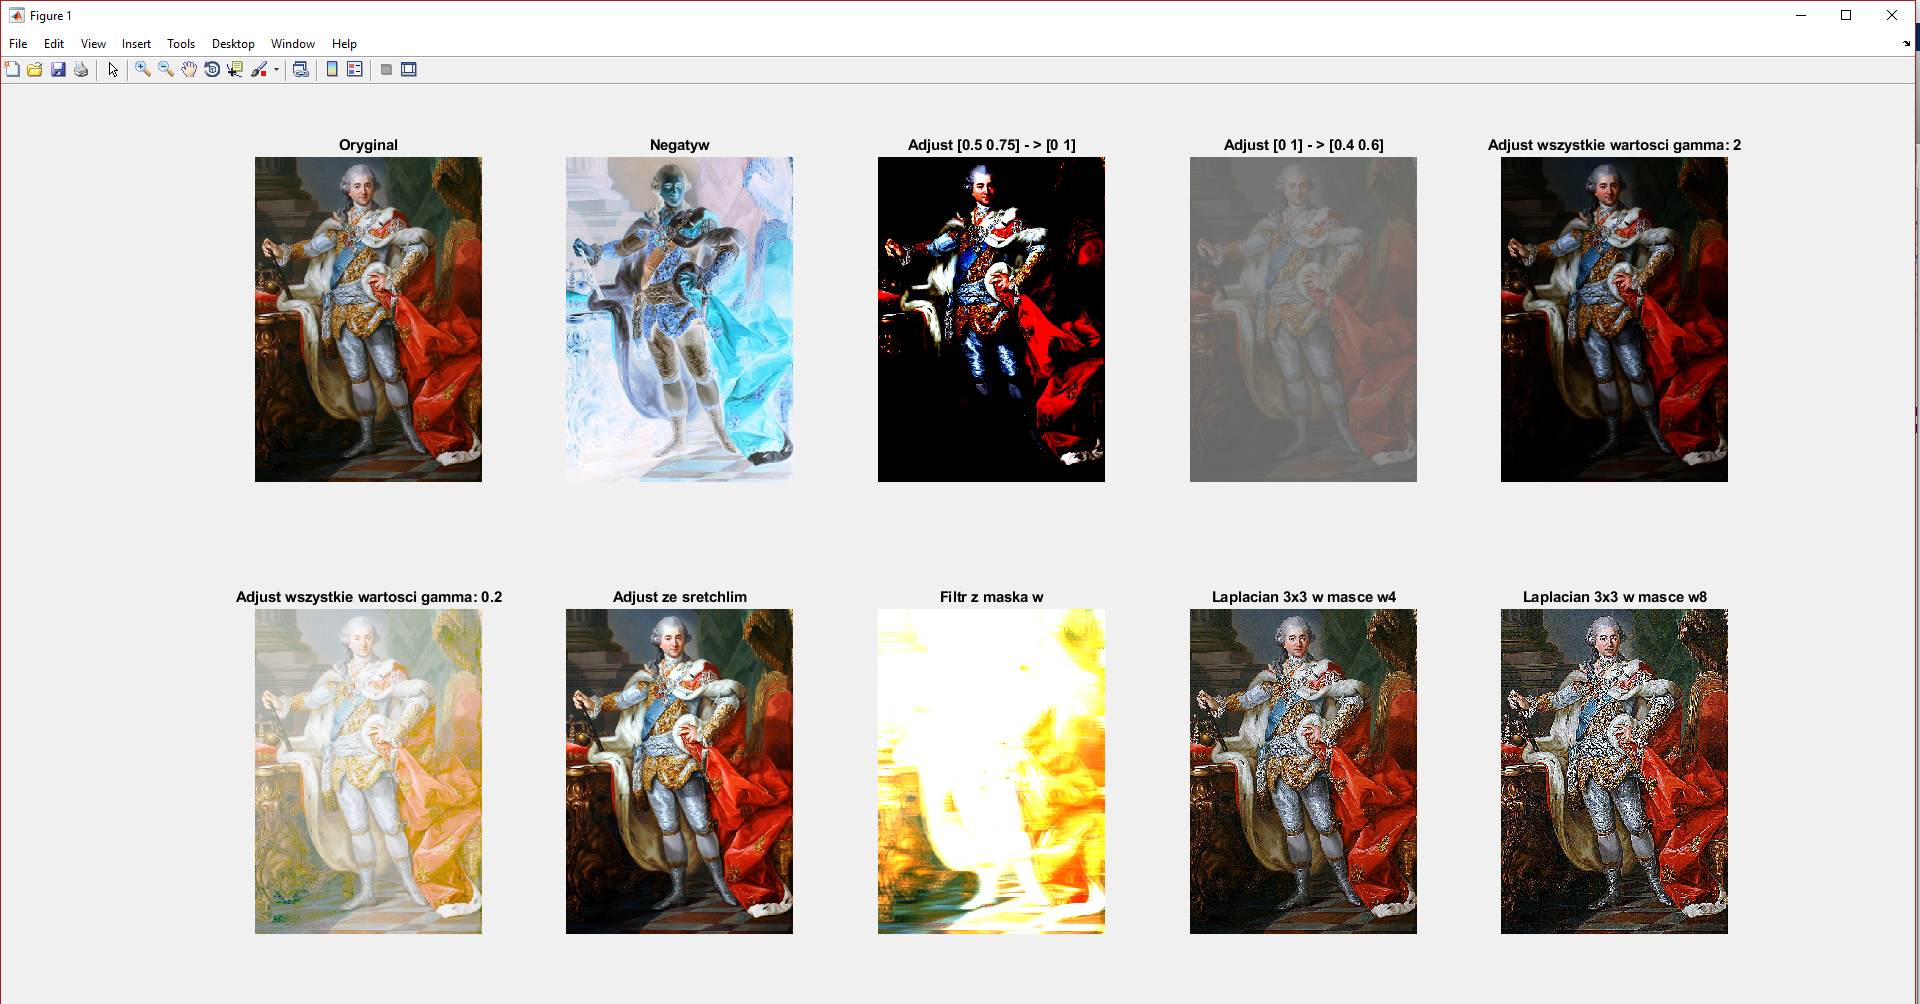 Figure 1
File Edit View Insert Tools Desktop Window Help
Oryginal
Negatyw
Adjust [0.5 0.75] - > [0 1]
Adjust [0 1] - > [0.4 0.6]
Adjust wszystkie wartosci gamma: 2
Adjust wszystkie wartosci gamma: 0.2
Adjust ze sretchlim
Filtr z maska w
Laplacian 3x3 w masce w4
Laplacian 3x3 w masce w8